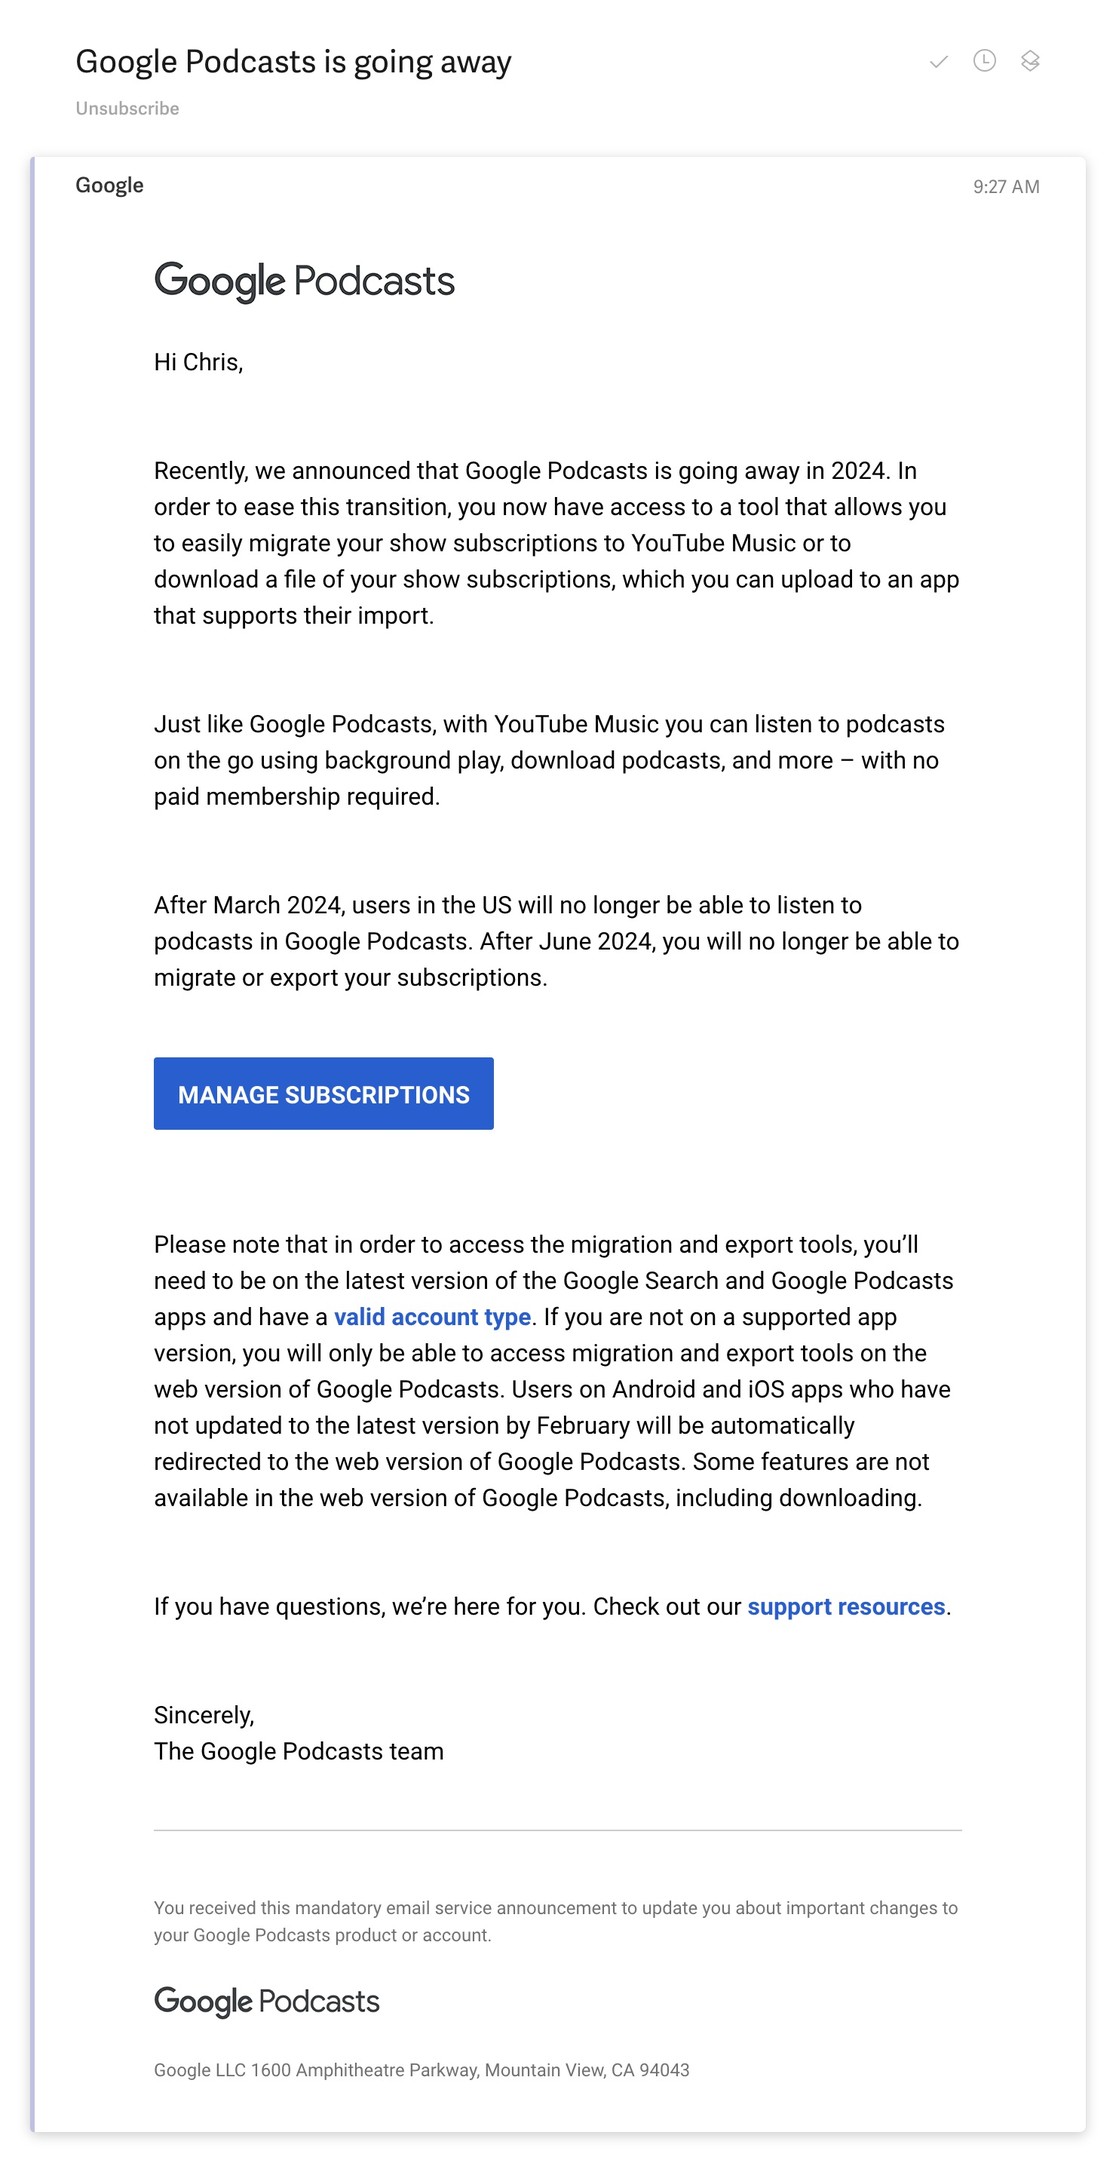 Google Podcasts is going away
Unsubscribe
Google
9:27 AM
Google Podcasts
Hi Chris,
Recently, we announced that Google Podcasts is going away in 2024. In
order to ease this transition, you now have access to a tool that allows you
to easily migrate your show subscriptions to YouTube Music or to
download a file of your show subscriptions, which you can upload to an app
that supports their import.
Just like Google Podcasts, with YouTube Music you can listen to podcasts
on the go using background play, download podcasts, and more – with no
paid membership required.
After March 2024, users in the US will no longer be able to listen to
podcasts in Google Podcasts. After June 2024, you will no longer be able to
migrate or export your subscriptions.
MANAGE SUBSCRIPTIONS
Please note that in order to access the migration and export tools, you’ll
need to be on the latest version of the Google Search and Google Podcasts
apps and have a valid account type. If you are not on a supported app
version, you will only be able to access migration and export tools on the
web version of Google Podcasts. Users on Android and iOS apps who have
not updated to the latest version by February will be automatically
redirected to the web version of Google Podcasts. Some features are not
available in the web version of Google Podcasts, including downloading.
If you have questions, we’re here for you. Check out our support resources.
Sincerely,
The Google Podcasts team
You received this mandatory email service announcement to update you about important changes to
your Google Podcasts product or account.
Google Podcasts
Google LLC 1600 Amphitheatre Parkway, Mountain View, CA 94043